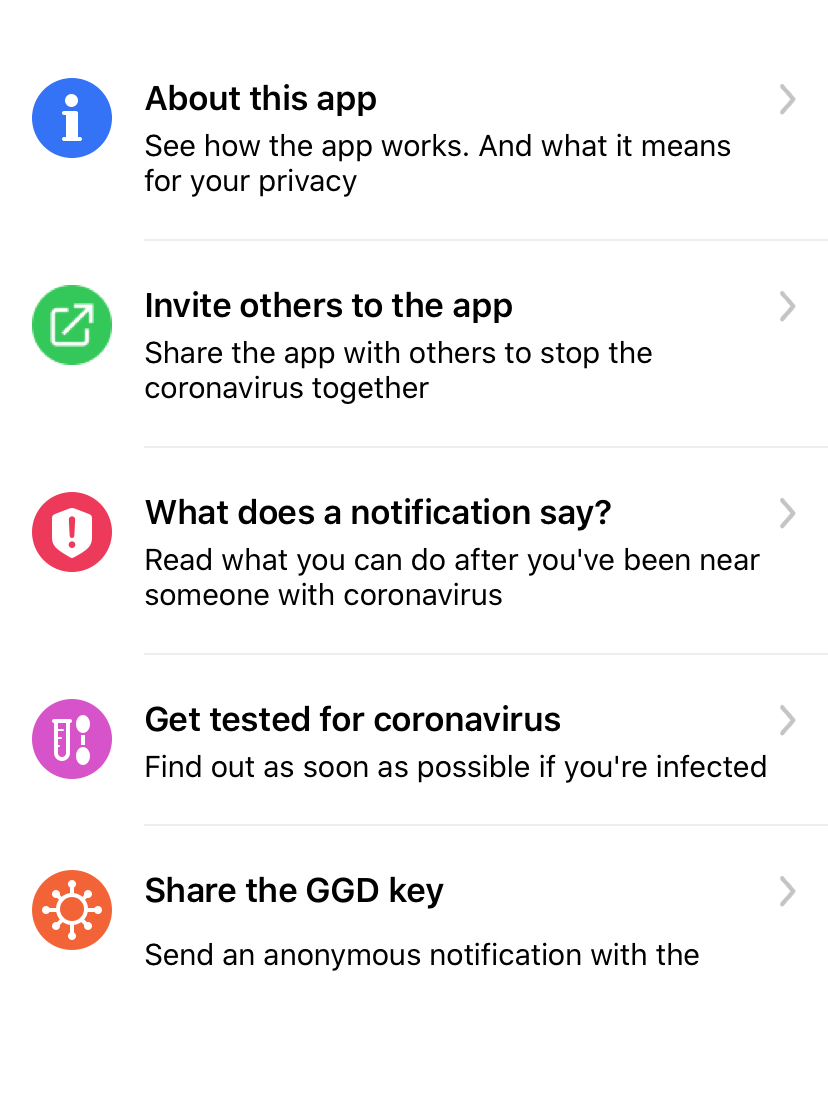 About this app
See how the app works. And what it means
for your privacy
Invite others to the app
Share the app with others to stop the
coronavirus together
What does a notification say?
Read what you can do after you've been near
someone with coronavirus
Get tested for coronavirus
Find out as soon as possible if you're infected
Share the GGD key
Send an anonymous notification with the